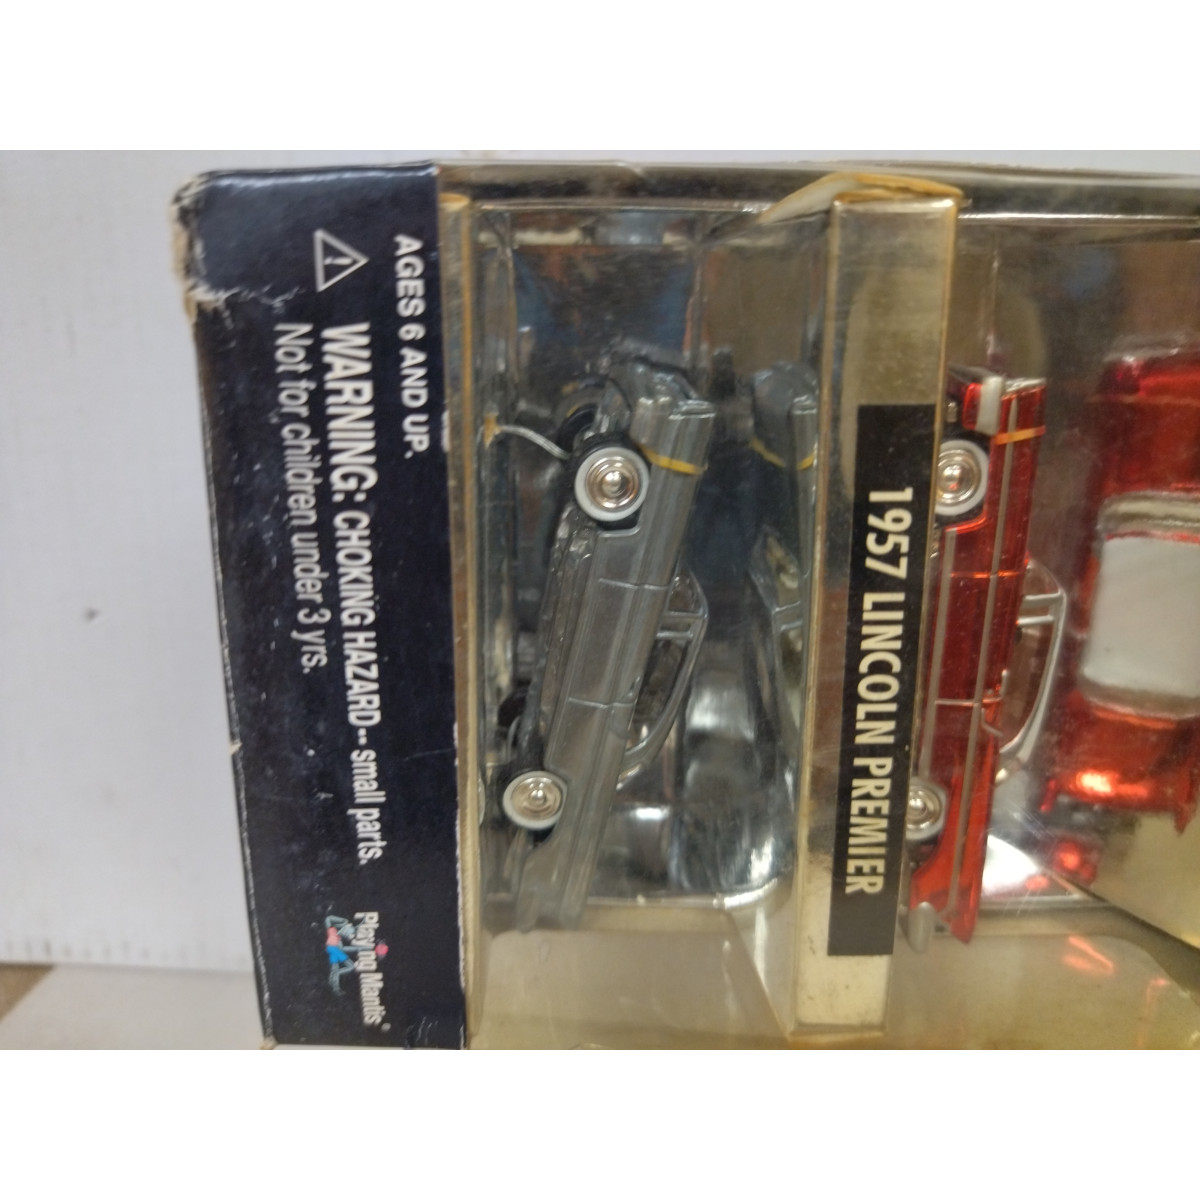 AGES 6 AND UP.
WARNING: CHOKING HAZARD-- small parts.
Not for children under 3 yrs.
Playing Mantis®
1957 LINCOLN PREMIER